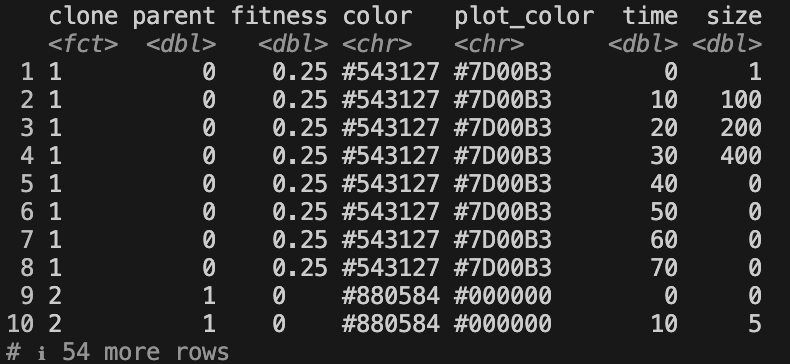 clone parent fitness color plot_color time size
<fct> <dbl> <dbl> <chr> <chr> <dbl> <dbl>
1 1 0 0.25 #543127 #7D00B3 0 1
2 1 0 0.25 #543127 #7D00B3 10 100
3 1 0 0.25 #543127 #7D00B3 20 200
4 1 0 0.25 #543127 #7D00B3 30 400
5 1 0 0.25 #543127 #7D00B3 40 0
6 1 0 0.25 #543127 #7D00B3 50 0
7 1 0 0.25 #543127 #7D00B3 60 0
8 1 0 0.25 #543127 #7D00B3 70 0
9 2 1 0 #880584 #000000 0 0
10 2 1 0 #880584 #000000 10 5
# ℹ 54 more rows